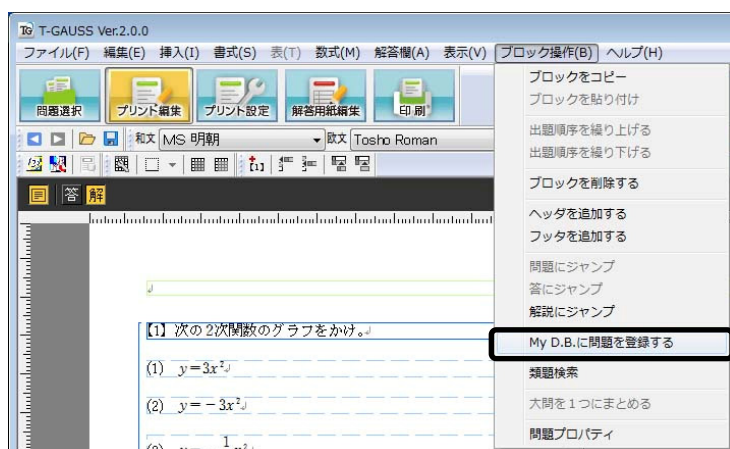 T-GAUSS Ver.2.0.0
ファイル(F) 編集(E) 挿入(I) 書式(S) 表(T) 数式(M) 解答欄(A) 表示(V) ブロック操作(B) ヘルプ(H)
問題選択 プリント編集 プリント設定 解答用紙編集 印刷
和文 MS 明朝 欧文 Tosho Roman
答 解
【1】次の2次関数のグラフをかけ。
(1) y=3x²
(2) y=-3x²
ブロックをコピー
ブロックを貼り付け
出題順序を繰り上げる
出題順序を繰り下げる
ブロックを削除する
ヘッダを追加する
フッタを追加する
問題にジャンプ
答にジャンプ
解説にジャンプ
My D.B.に問題を登録する
類題検索
大問を1つにまとめる
問題プロパティ